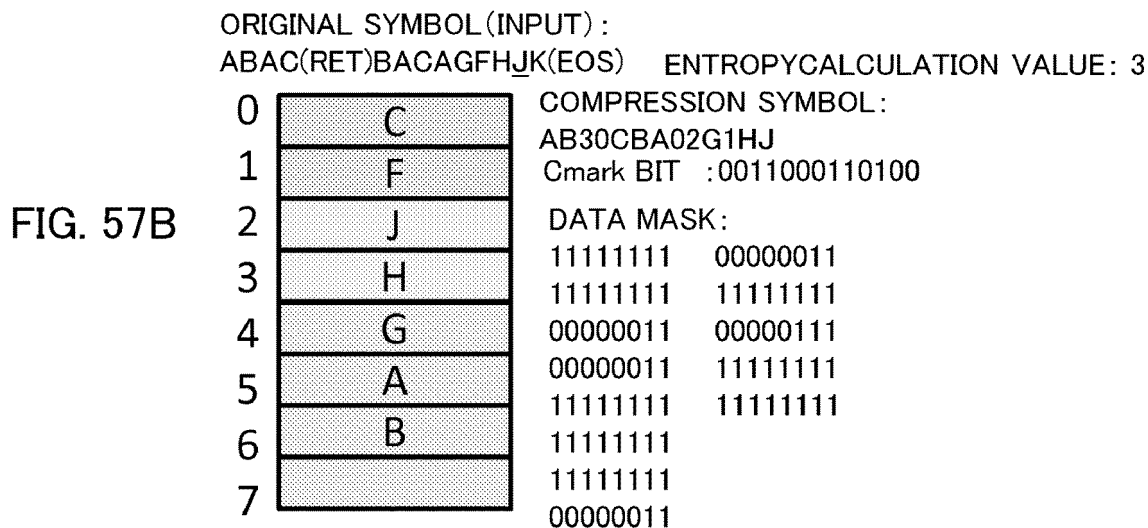 ORIGINAL SYMBOL(INPUT):
ABAC(RET)BACAGFHJK(EOS) ENTROPYCALCULATION VALUE: 3
FIG. 57B
0 C
1 F
2 J
3 H
4 G
5 A
6 B
7
COMPRESSION SYMBOL:
AB30CBA02G1HJ
Cmark BIT :0011000110100
DATA MASK:
11111111 00000011
11111111 11111111
00000011 00000111
00000011 11111111
11111111 11111111
11111111
11111111
00000011